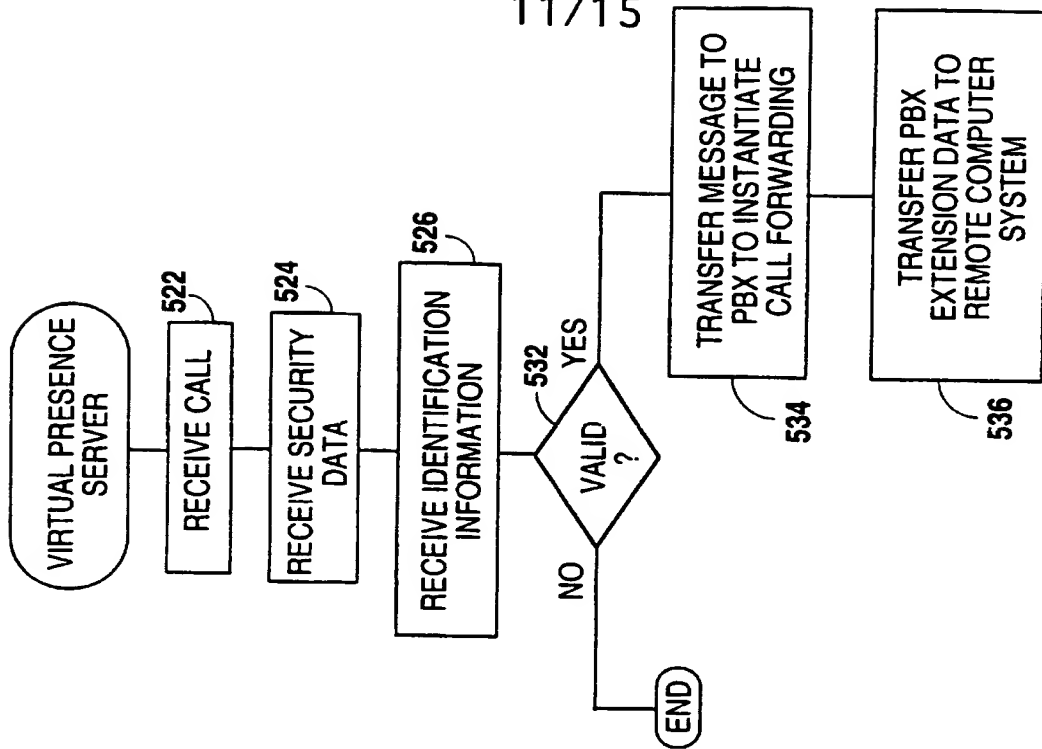 11/15
VIRTUAL PRESENCE
SERVER
522
RECEIVE CALL
524
RECEIVE SECURITY
DATA
526
RECEIVE IDENTIFICATION
INFORMATION
532
VALID
?
NO
YES
END
534
TRANSFER MESSAGE TO
PBX TO INSTANTIATE
CALL FORWARDING
536
TRANSFER PBX
EXTENSION DATA TO
REMOTE COMPUTER
SYSTEM